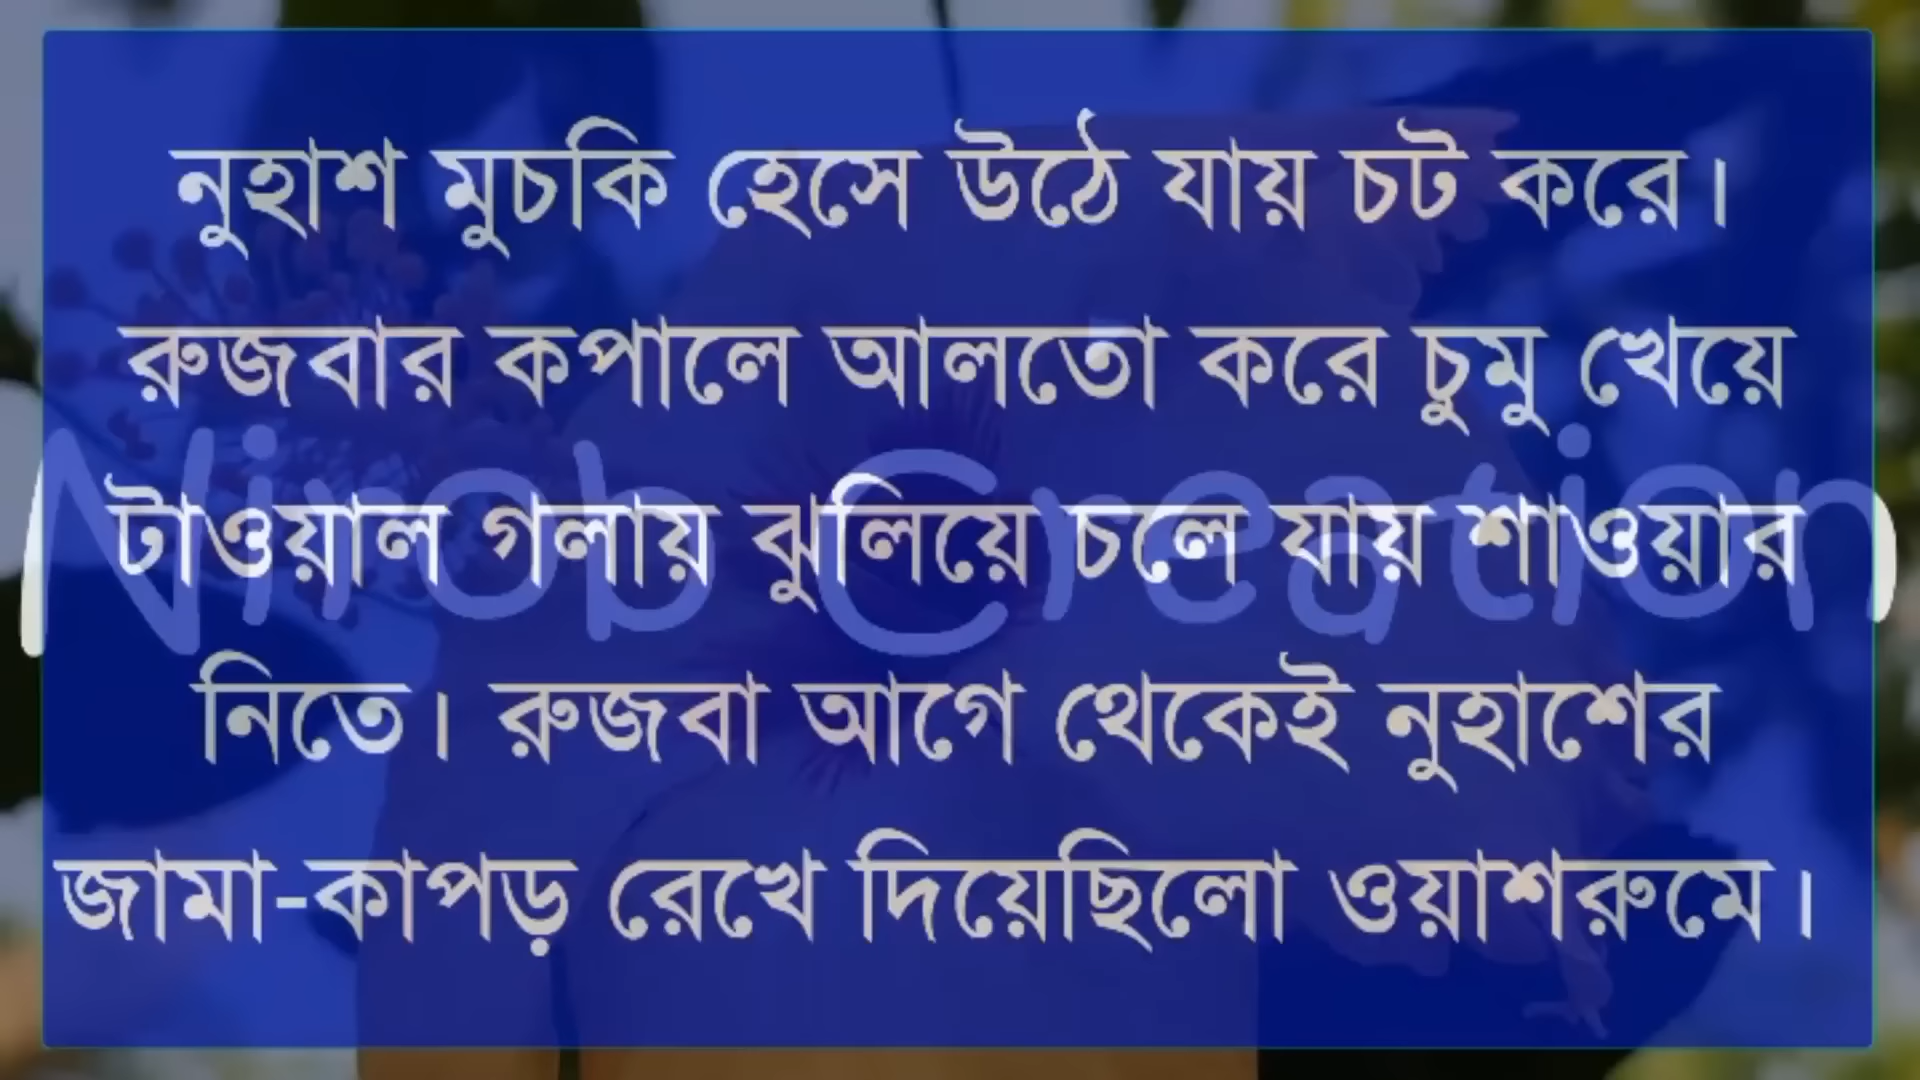 নুহাশ মুচকি হেসে উঠে যায় চট করে।
রুজবার কপালে আলতো করে চুমু খেয়ে
টাওয়াল গলায় ঝুলিয়ে চলে যায় শাওয়ার
নিতে। রুজবা আগে থেকেই নুহাশের
জামা-কাপড় রেখে দিয়েছিলো ওয়াশরুমে।
Nirob Creation